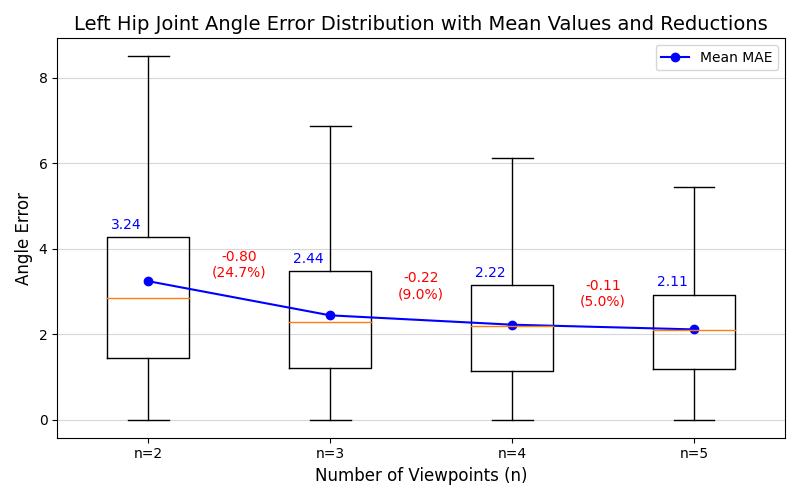 Left Hip Joint Angle Error Distribution with Mean Values and Reductions
Mean MAE
Angle Error
8
6
4
2
0
3.24
-0.80
(24.7%)
2.44
-0.22
(9.0%)
2.22
-0.11
(5.0%)
2.11
n=2
n=3
n=4
n=5
Number of Viewpoints (n)